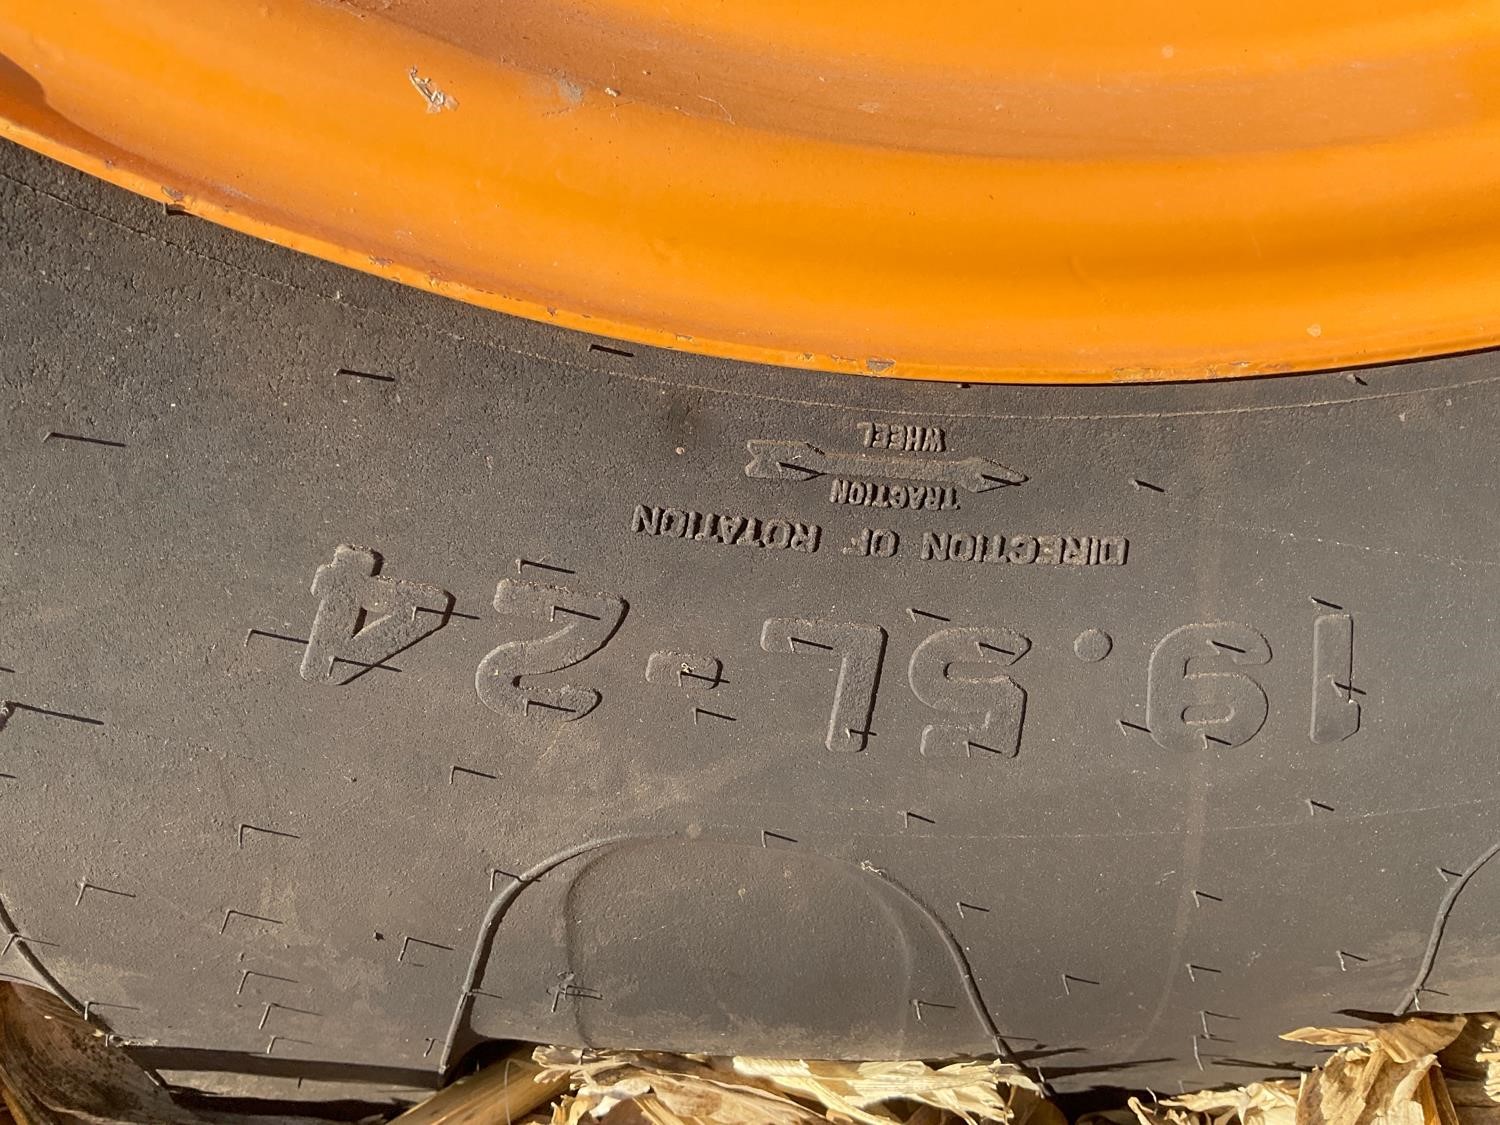 19.5L-24
DIRECTION OF ROTATION
TRACTION
WHEEL